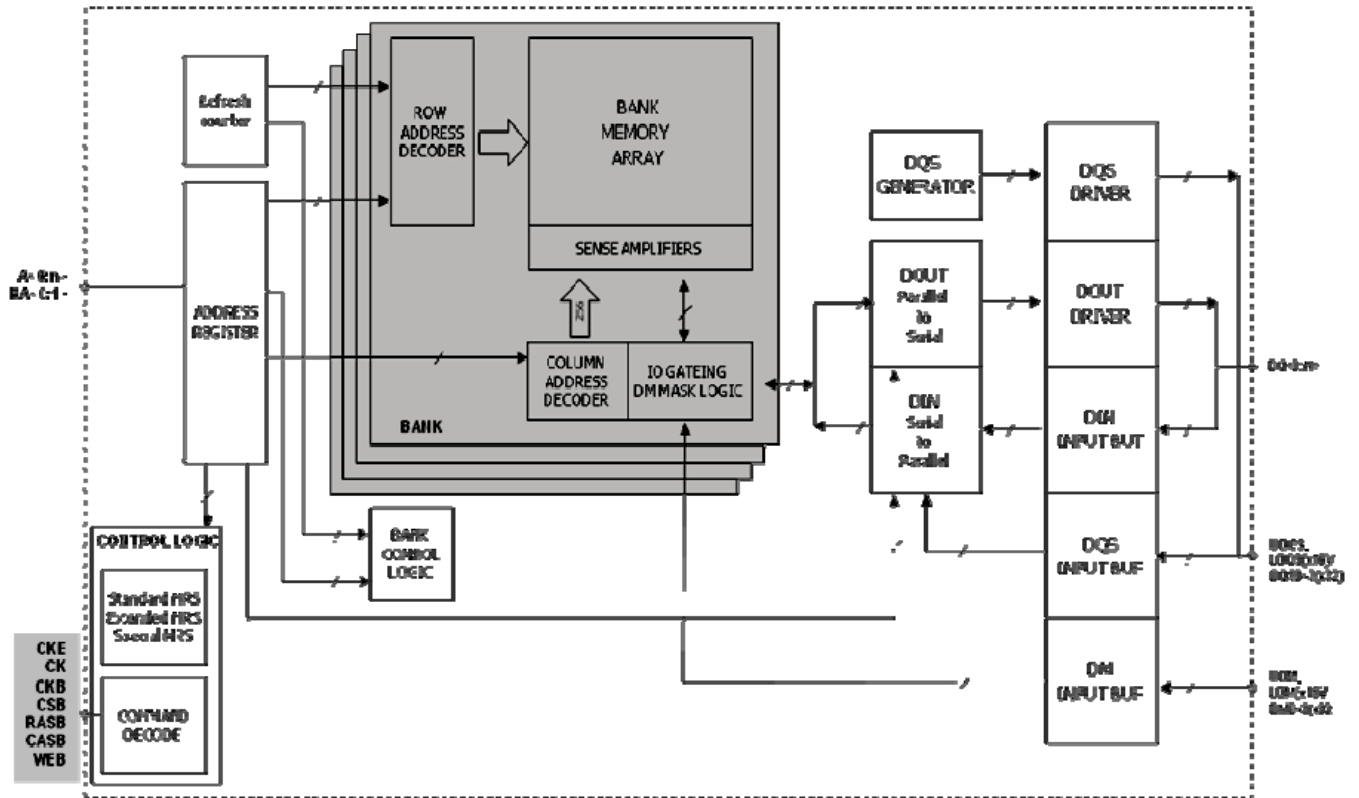 Refresh
counter
ROW
ADDRESS
DECODER
BANK
MEMORY
ARRAY
SENSE AMPLIFIERS
256
COLUMN
ADDRESS
DECODER
IO GATEING
DM MASK LOGIC
BANK
ADDRESS
REGISTER
BANK
CONTROL
LOGIC
CONTROL LOGIC
Standard MRS
Extended MRS
Special MRS
COMMAND
DECODE
CKE
CK
CKB
CSB
RASB
CASB
WEB
DQS
GENERATOR
DOUT
Parallel
to
Serial
DIN
Serial
to
Parallel
DQS
DRIVER
DOUT
DRIVER
DIN
INPUT BUT
DQS
INPUT BUF
DM
INPUT BUF